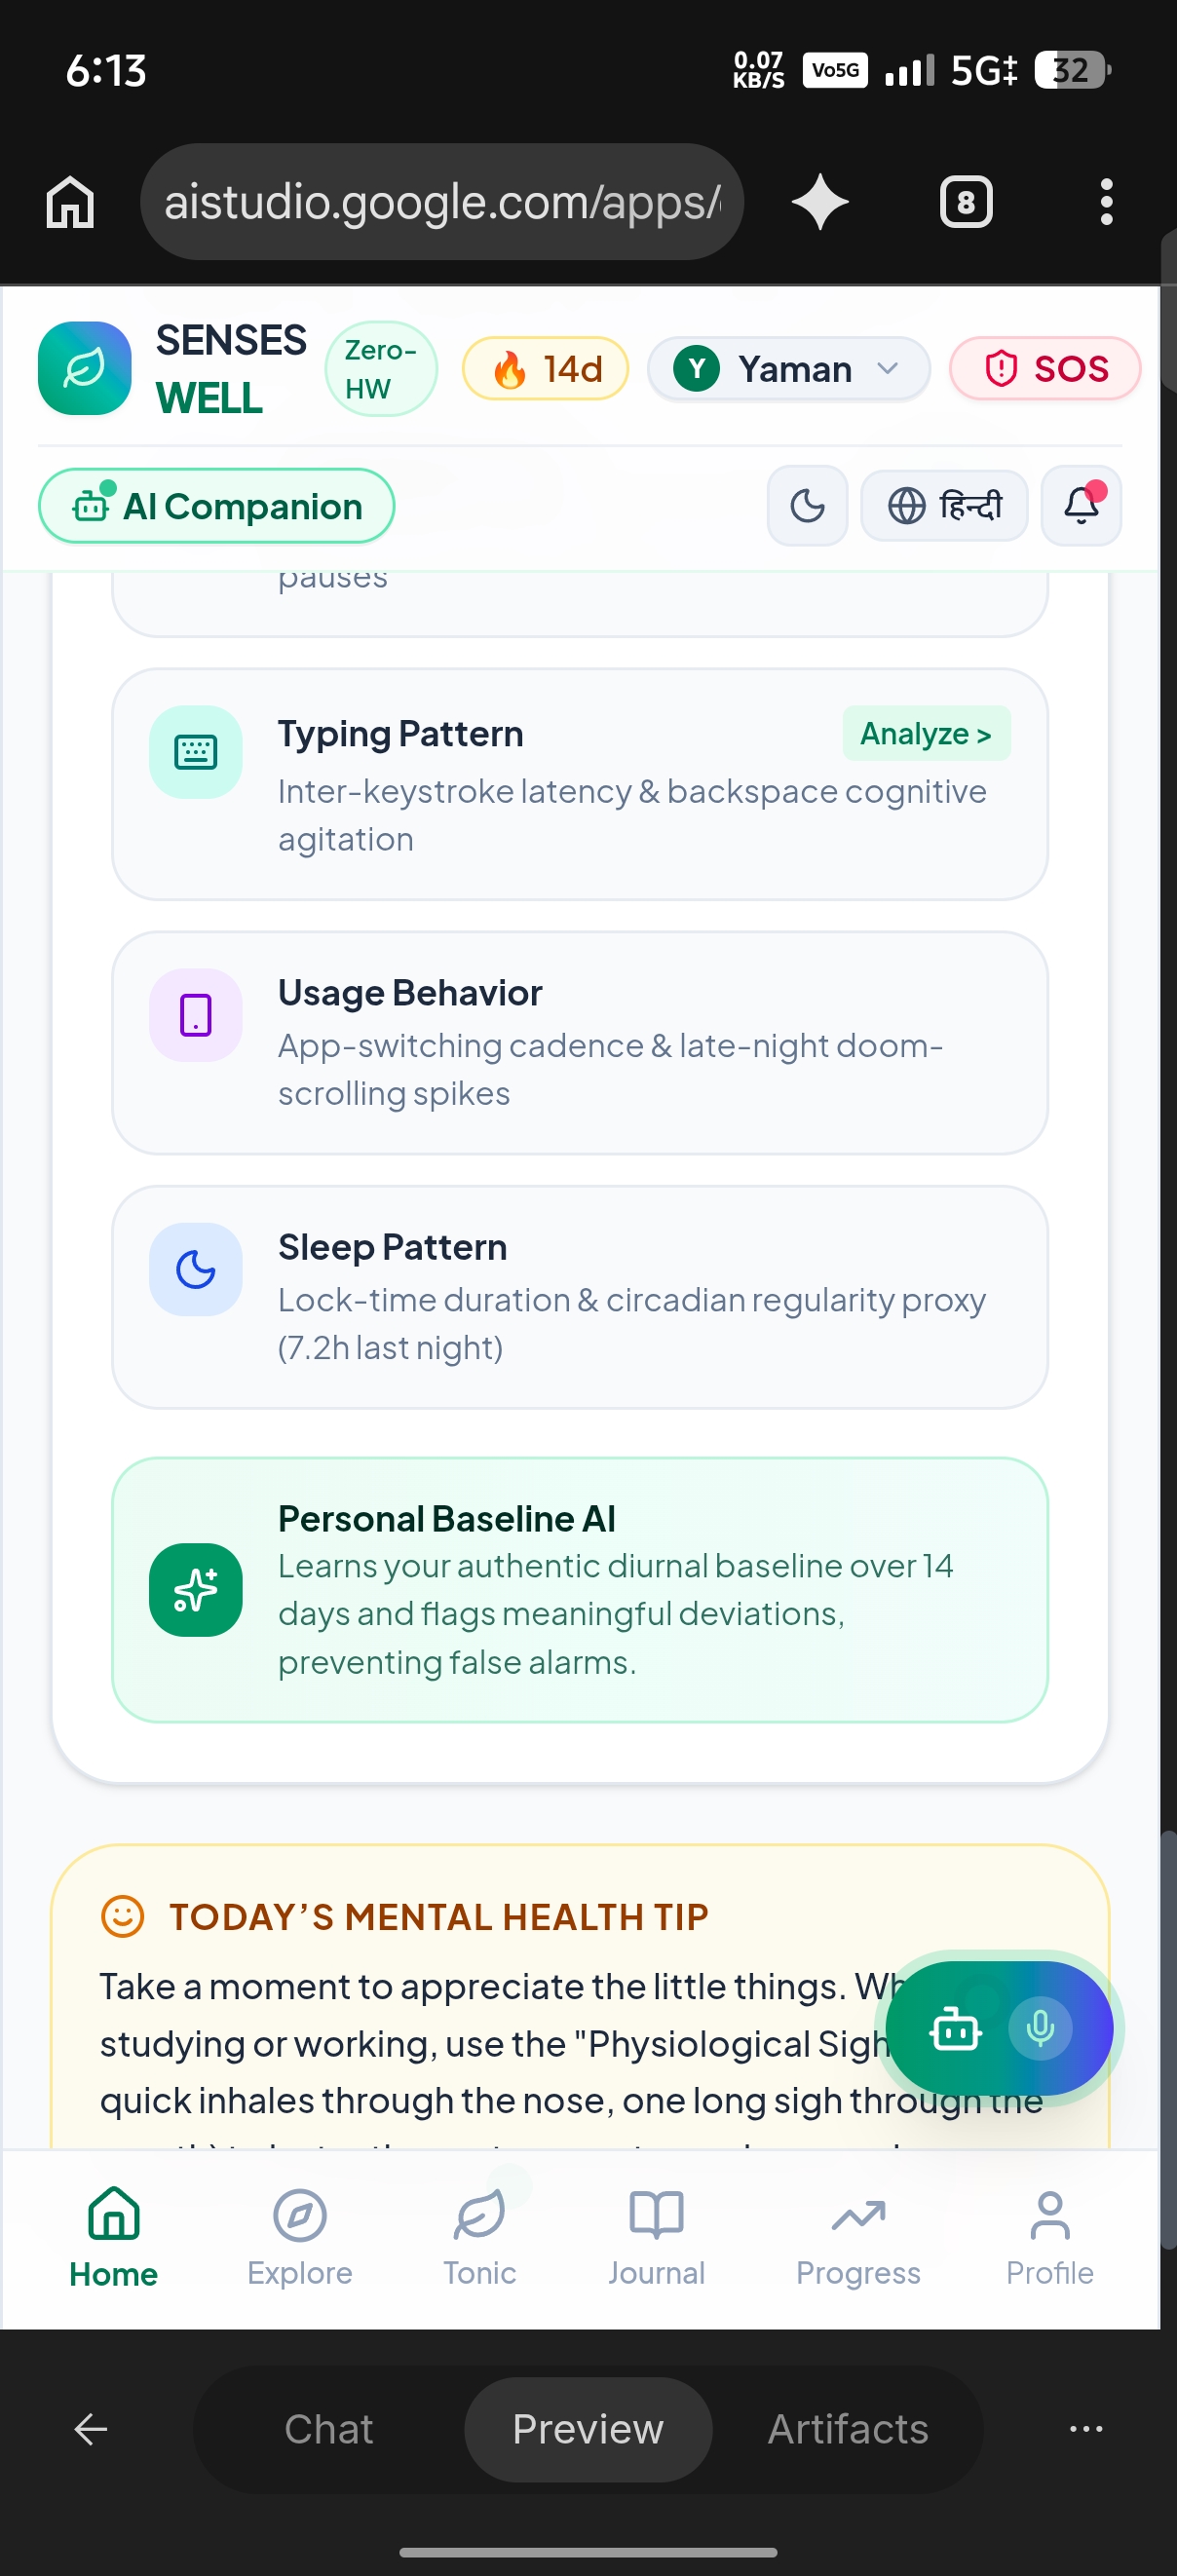 6:13
0.07
KB/S
Vo5G
5G‡
32
aistudio.google.com/apps/
8
SENSES
WELL
Zero-
HW
🔥 14d
Y Yaman
SOS
AI Companion
हिन्दी
pauses
Typing Pattern
Analyze >
Inter-keystroke latency & backspace cognitive
agitation
Usage Behavior
App-switching cadence & late-night doom-
scrolling spikes
Sleep Pattern
Lock-time duration & circadian regularity proxy
(7.2h last night)
Personal Baseline AI
Learns your authentic diurnal baseline over 14
days and flags meaningful deviations,
preventing false alarms.
TODAY’S MENTAL HEALTH TIP
Take a moment to appreciate the little things.
studying or working, use the "Physiological Sigh
quick inhales through the nose, one long sigh through the
Home
Explore
Tonic
Journal
Progress
Profile
Chat
Preview
Artifacts